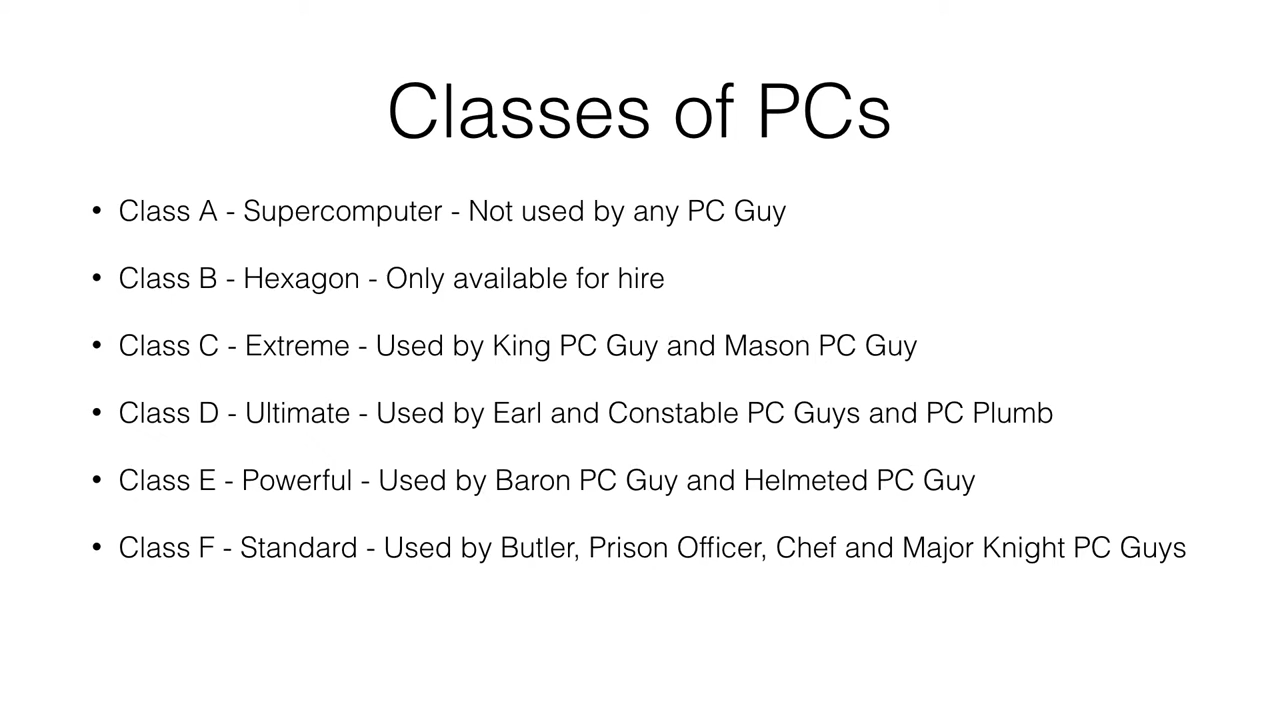 Classes of PCs
• Class A - Supercomputer - Not used by any PC Guy
• Class B - Hexagon - Only available for hire
• Class C - Extreme - Used by King PC Guy and Mason PC Guy
• Class D - Ultimate - Used by Earl and Constable PC Guys and PC Plumb
• Class E - Powerful - Used by Baron PC Guy and Helmeted PC Guy
• Class F - Standard - Used by Butler, Prison Officer, Chef and Major Knight PC Guys